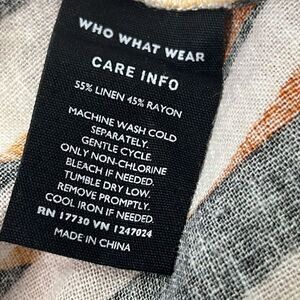 WHO WHAT WEAR
CARE INFO
55% LINEN 45% RAYON
MACHINE WASH COLD
SEPARATELY.
GENTLE CYCLE.
ONLY NON-CHLORINE
BLEACH IF NEEDED.
TUMBLE DRY LOW.
REMOVE PROMPTLY.
COOL IRON IF NEEDED.
RN 17730 VN 1247024
MADE IN CHINA